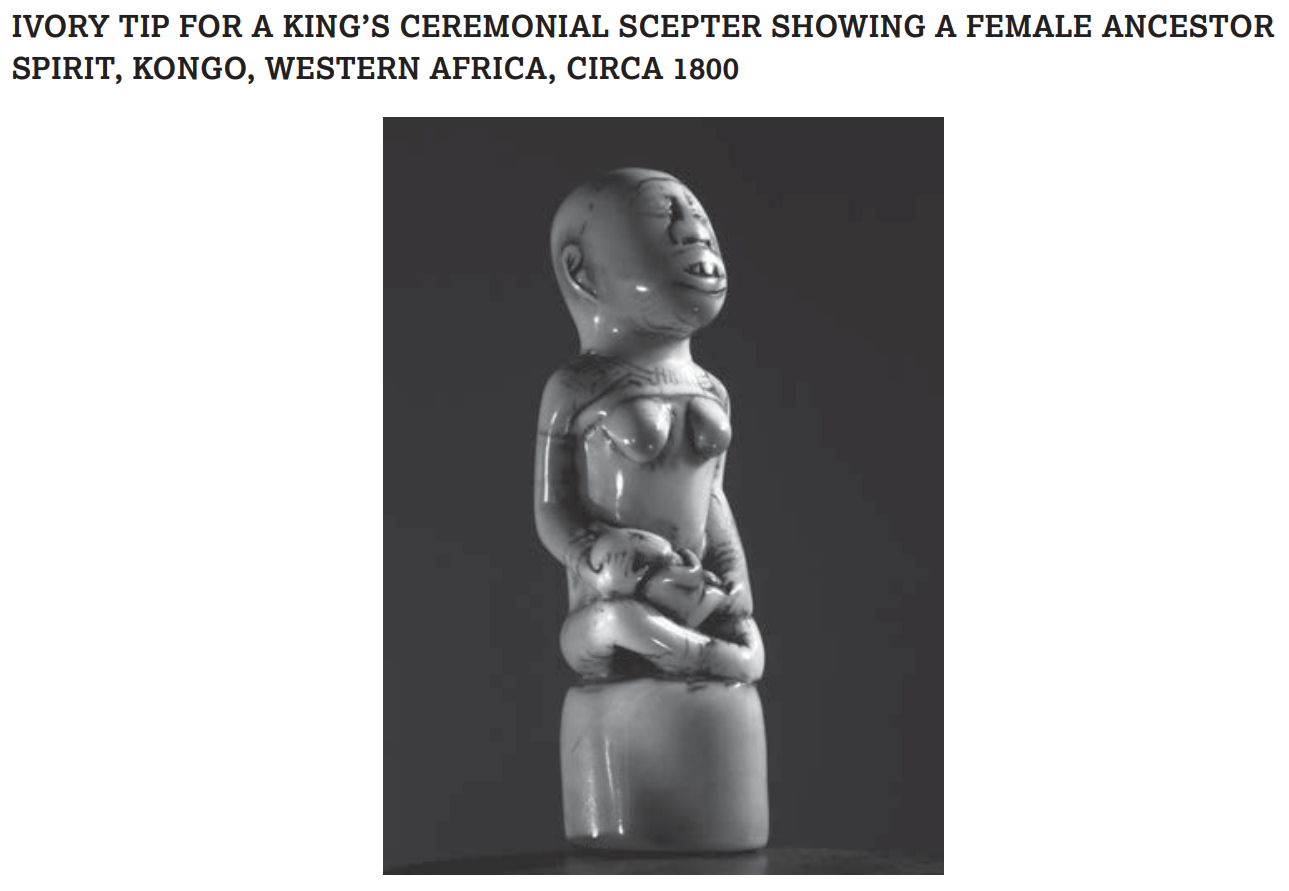 IVORY TIP FOR A KING’S CEREMONIAL SCEPTER SHOWING A FEMALE ANCESTOR
SPIRIT, KONGO, WESTERN AFRICA, CIRCA 1800